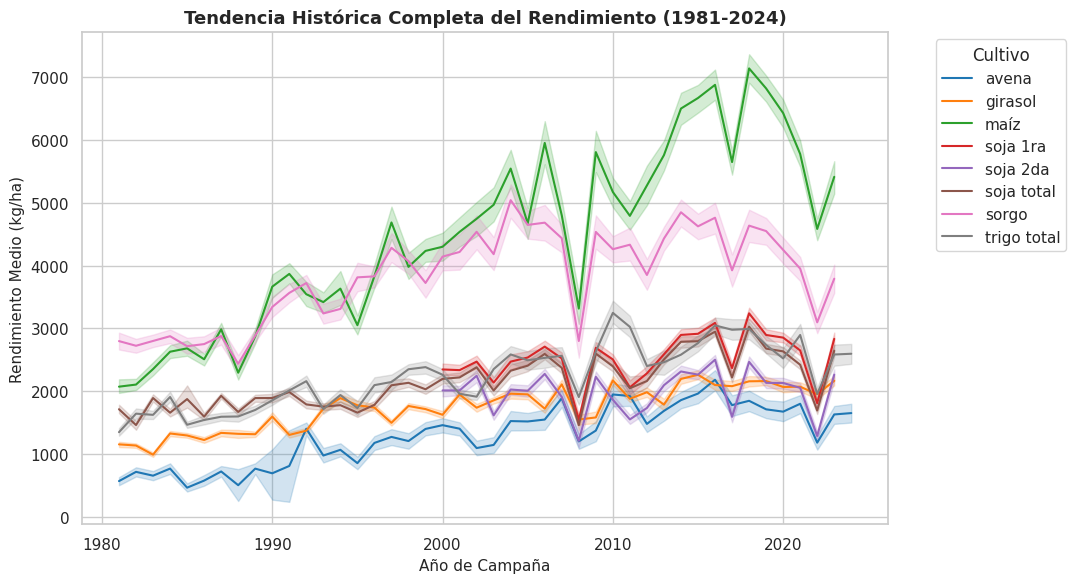 Tendencia Histórica Completa del Rendimiento (1981-2024)
Rendimiento Medio (kg/ha)
7000
6000
5000
4000
3000
2000
1000
0
1980
1990
2000
2010
2020
Año de Campaña
Cultivo
avena
girasol
maíz
soja 1ra
soja 2da
soja total
sorgo
trigo total